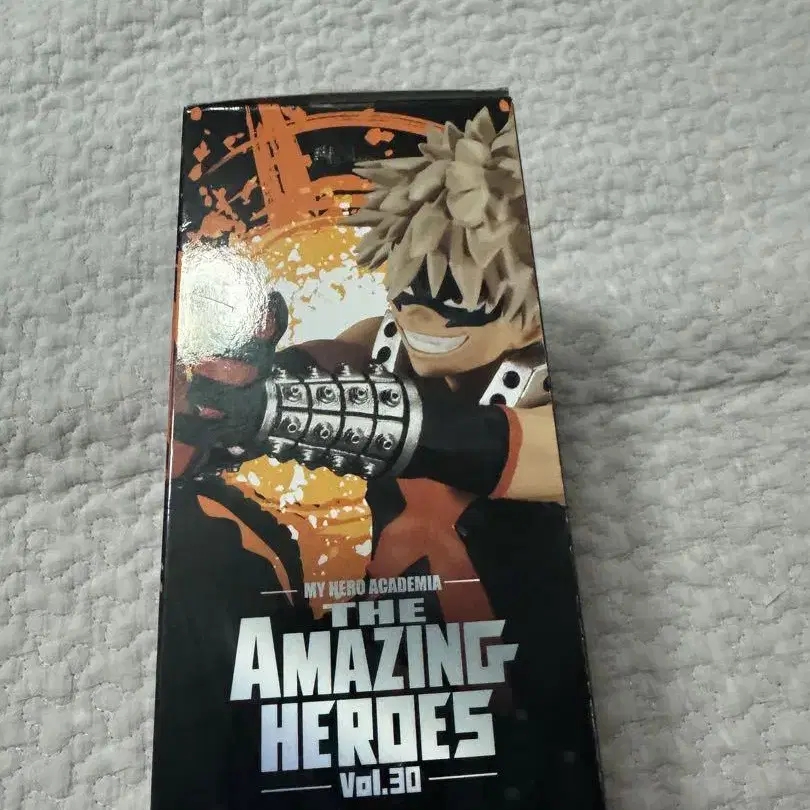 MY HERO ACADEMIA
THE
AMAZING
HEROES
Vol.30